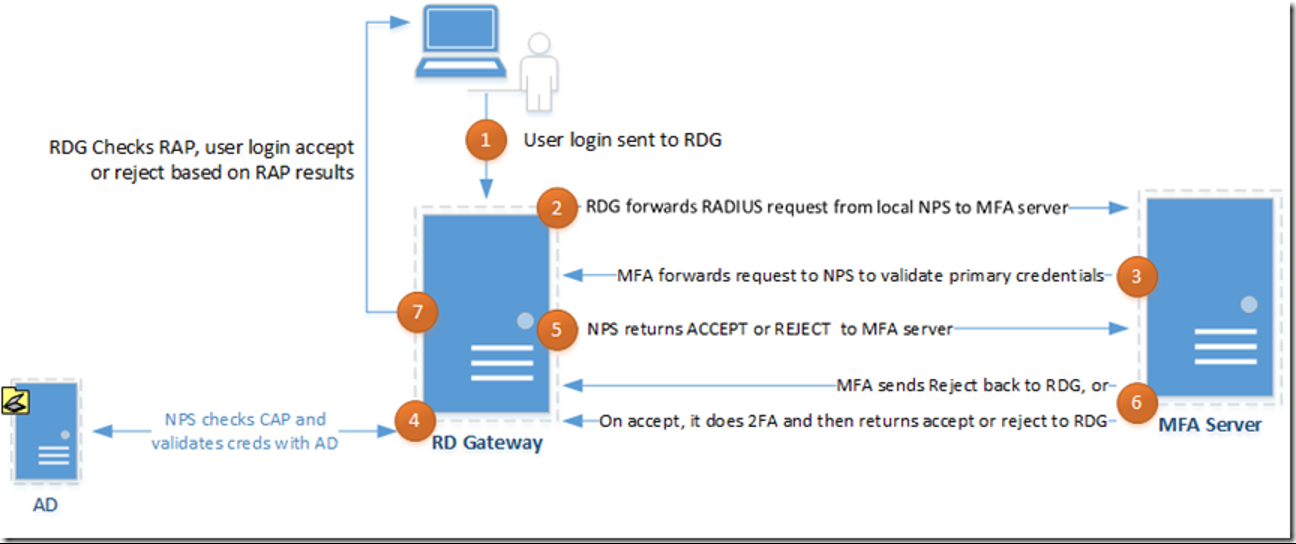 1
User login sent to RDG
RDG Checks RAP, user login accept
or reject based on RAP results
2
RDG forwards RADIUS request from local NPS to MFA server
MFA forwards request to NPS to validate primary credentials
3
7
5
NPS returns ACCEPT or REJECT to MFA server
MFA sends Reject back to RDG, or
6
On accept, it does 2FA and then returns accept or reject to RDG
NPS checks CAP and
validates creds with AD
4
RD Gateway
MFA Server
AD